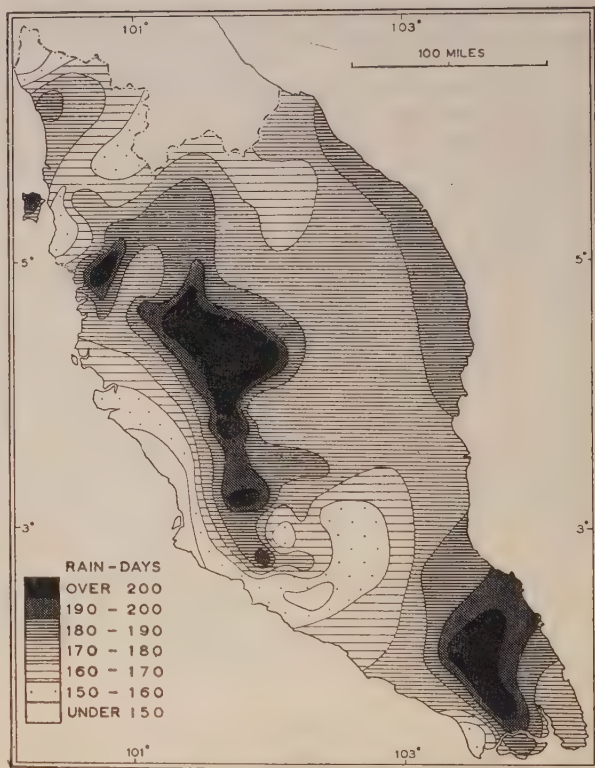 101°
103°
100 MILES
5°
5°
3°
3°
RAIN-DAYS
OVER 200
190 - 200
180 - 190
170 - 180
160 - 170
150 - 160
UNDER 150
101°
103°